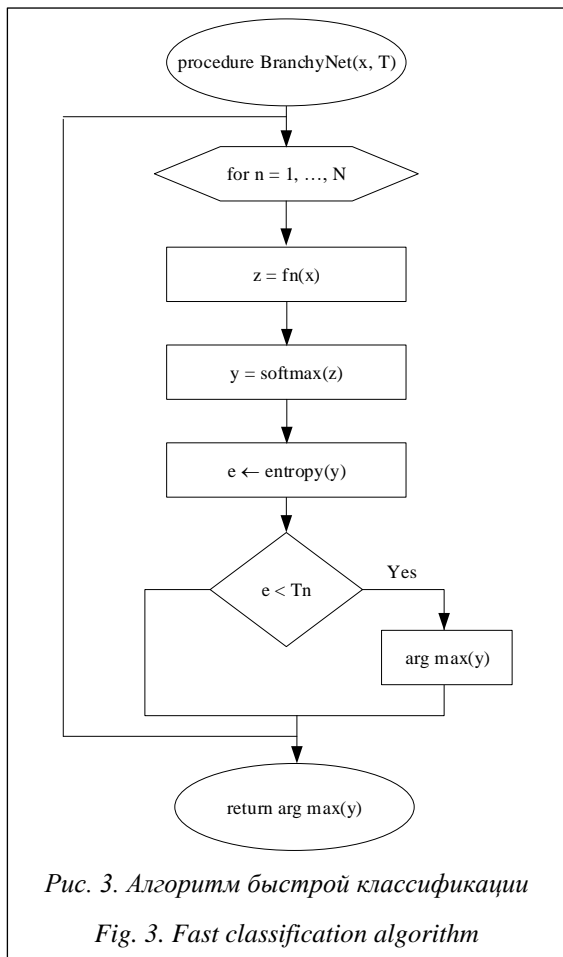 procedure BranchyNet(x, T)
for n = 1, …, N
z = fn(x)
y = softmax(z)
e ← entropy(y)
e < Tn
Yes
arg max(y)
return arg max(y)
Рис. 3. Алгоритм быстрой классификации
Fig. 3. Fast classification algorithm